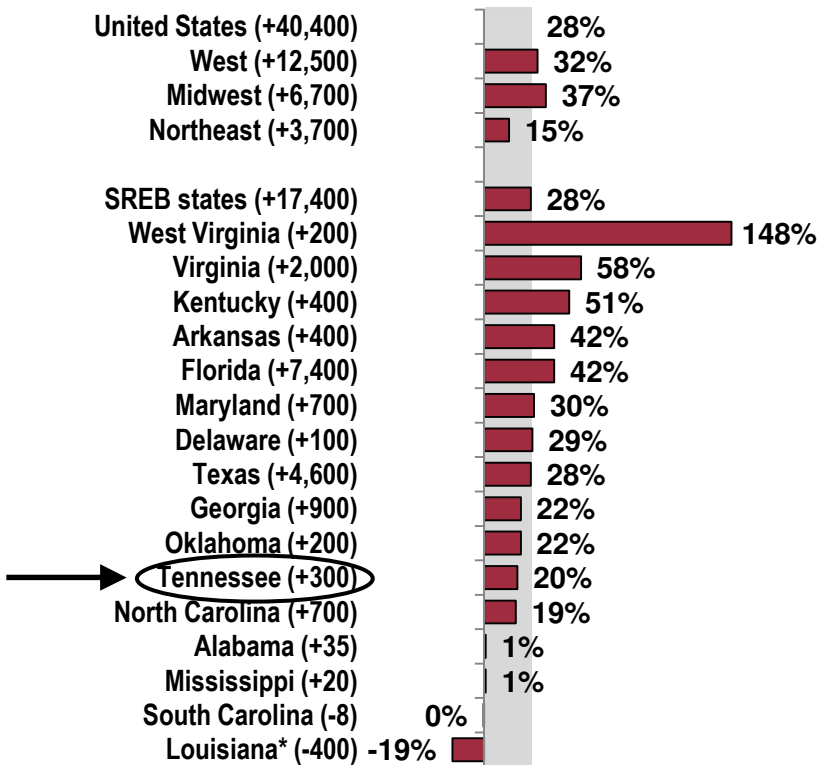 United States (+40,400) 28%
West (+12,500) 32%
Midwest (+6,700) 37%
Northeast (+3,700) 15%
SREB states (+17,400) 28%
West Virginia (+200) 148%
Virginia (+2,000) 58%
Kentucky (+400) 51%
Arkansas (+400) 42%
Florida (+7,400) 42%
Maryland (+700) 30%
Delaware (+100) 29%
Texas (+4,600) 28%
Georgia (+900) 22%
Oklahoma (+200) 22%
Tennessee (+300) 20%
North Carolina (+700) 19%
Alabama (+35) 1%
Mississippi (+20) 1%
South Carolina (-8) 0%
Louisiana* (-400) -19%